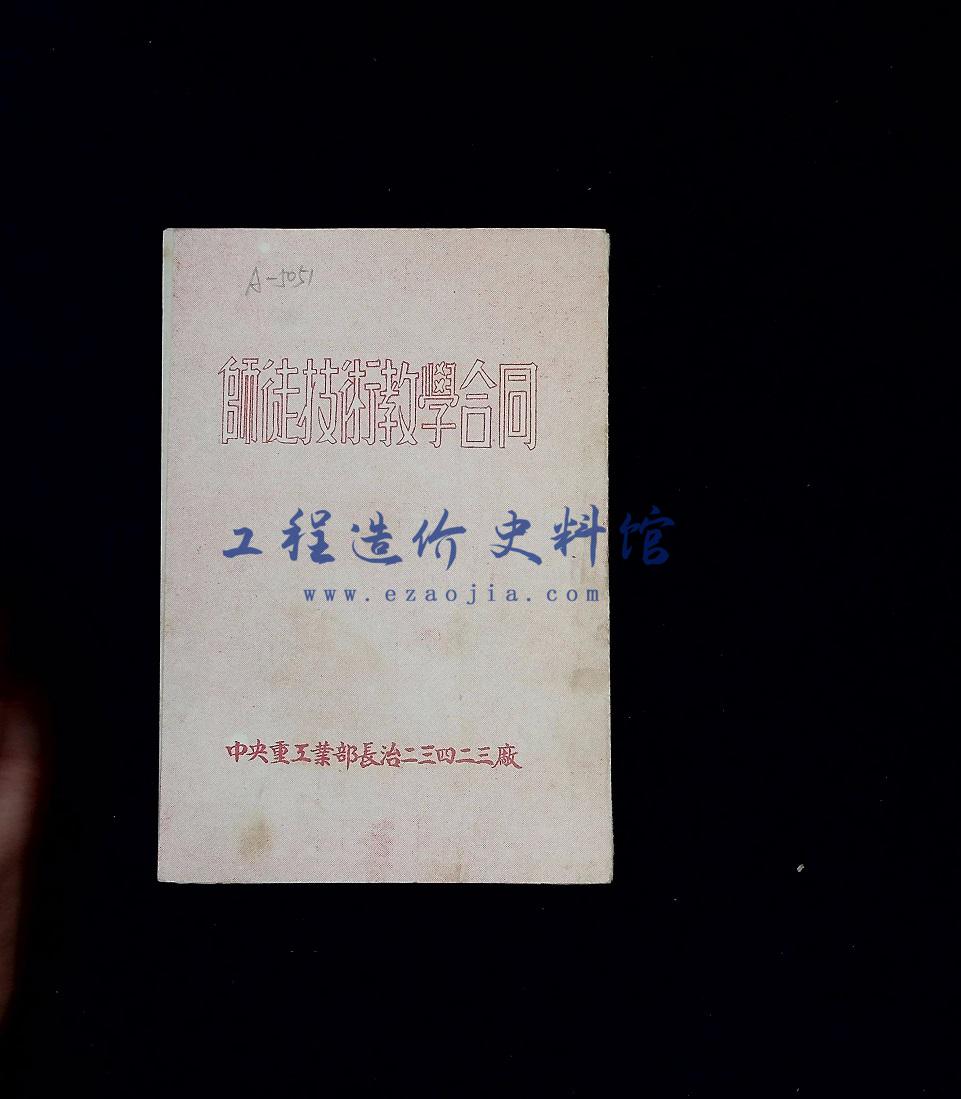 A-5051
師徒技術教學合同
工程造价史料馆
www.ezaojia.com
中央重工業部長治二三四二三廠